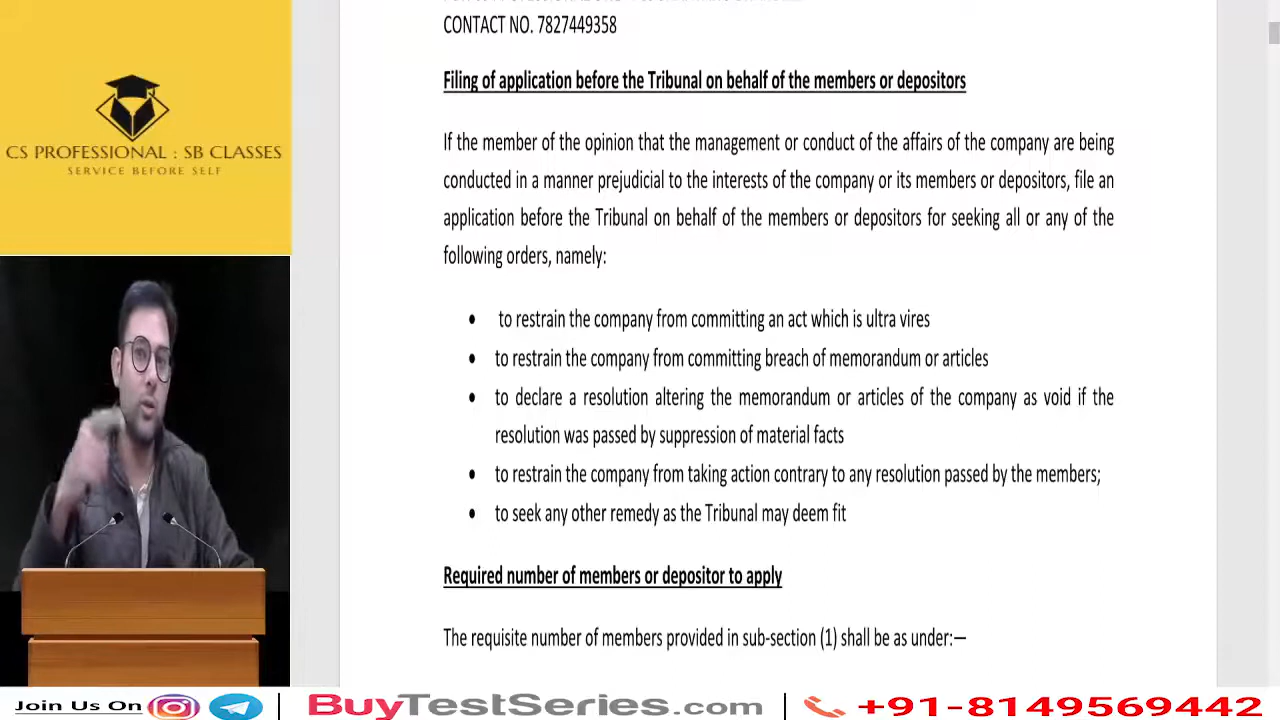 CONTACT NO. 7827449358
Filing of application before the Tribunal on behalf of the members or depositors
If the member of the opinion that the management or conduct of the affairs of the company are being
conducted in a manner prejudicial to the interests of the company or its members or depositors, file an
application before the Tribunal on behalf of the members or depositors for seeking all or any of the
following orders, namely:
• to restrain the company from committing an act which is ultra vires
• to restrain the company from committing breach of memorandum or articles
• to declare a resolution altering the memorandum or articles of the company as void if the
resolution was passed by suppression of material facts
• to restrain the company from taking action contrary to any resolution passed by the members;
• to seek any other remedy as the Tribunal may deem fit
Required number of members or depositor to apply
The requisite number of members provided in sub-section (1) shall be as under:—
CS PROFESSIONAL : SB CLASSES
SERVICE BEFORE SELF
Join Us On
BuyTestSeries.com
+91-8149569442